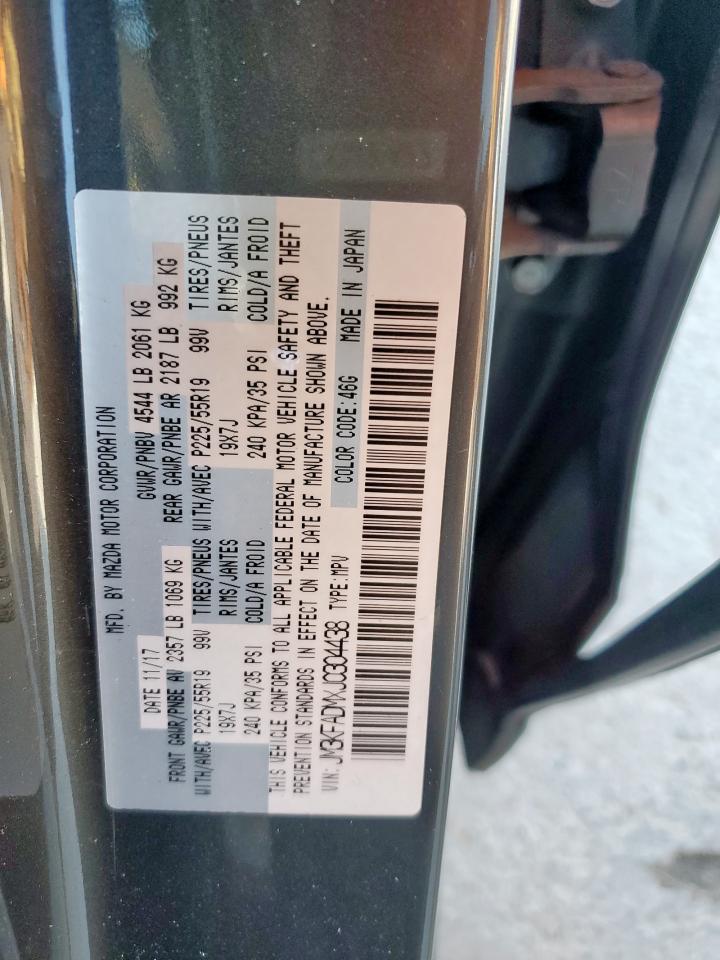 MFD. BY MAZDA MOTOR CORPORATION
DATE 11/17 GVWR/PNBV 4544 LB 2061 KG
FRONT GAWR/PNBE AV 2357 LB 1069 KG REAR GAWR/PNBE AR 2187 LB 992 KG
WITH/AVEC P225/55R19 99V TIRES/PNEUS WITH/AVEC P225/55R19 99V TIRES/PNEUS
19X7J RIMS/JANTES 19X7J RIMS/JANTES
240 KPA/35 PSI COLD/A FROID 240 KPA/35 PSI COLD/A FROID
THIS VEHICLE CONFORMS TO ALL APPLICABLE FEDERAL MOTOR VEHICLE SAFETY AND THEFT
PREVENTION STANDARDS IN EFFECT ON THE DATE OF MANUFACTURE SHOWN ABOVE.
VIN: JM3KFADMXJ0304438 TYPE:MPV COLOR CODE:46G MADE IN JAPAN